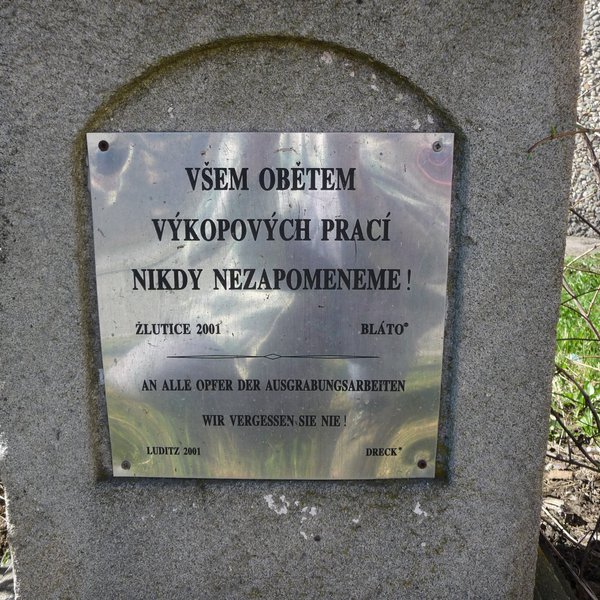 VŠEM OBĚTEM
VÝKOPOVÝCH PRACÍ
NIKDY NEZAPOMENEME!
ŽLUTICE 2001 BLÁTO*
AN ALLE OPFER DER AUSGRABUNGSARBEITEN
WIR VERGESSEN SIE NIE!
LUDITZ 2001 DRECK*